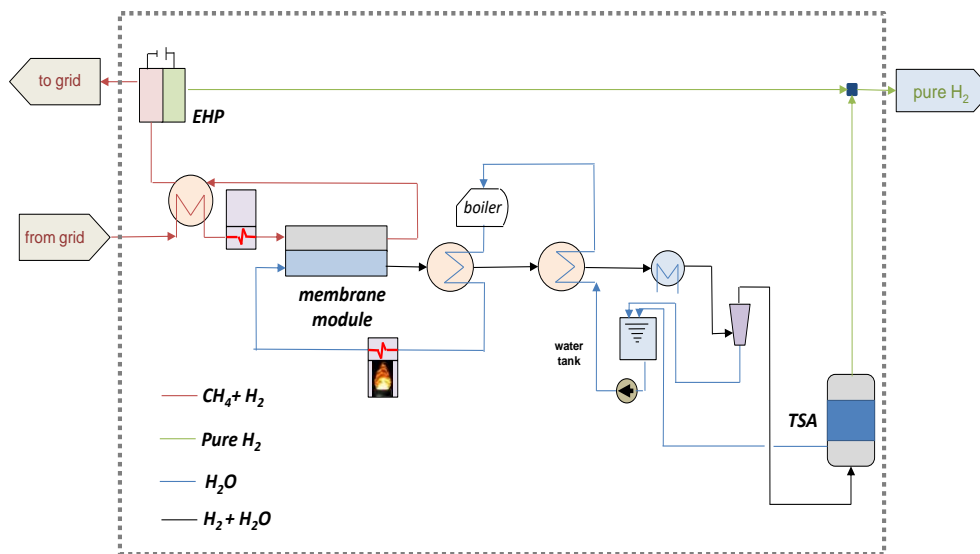 to grid
EHP
pure H₂
from grid
boiler
membrane
module
water
tank
TSA
CH₄+ H₂
Pure H₂
H₂O
H₂ + H₂O